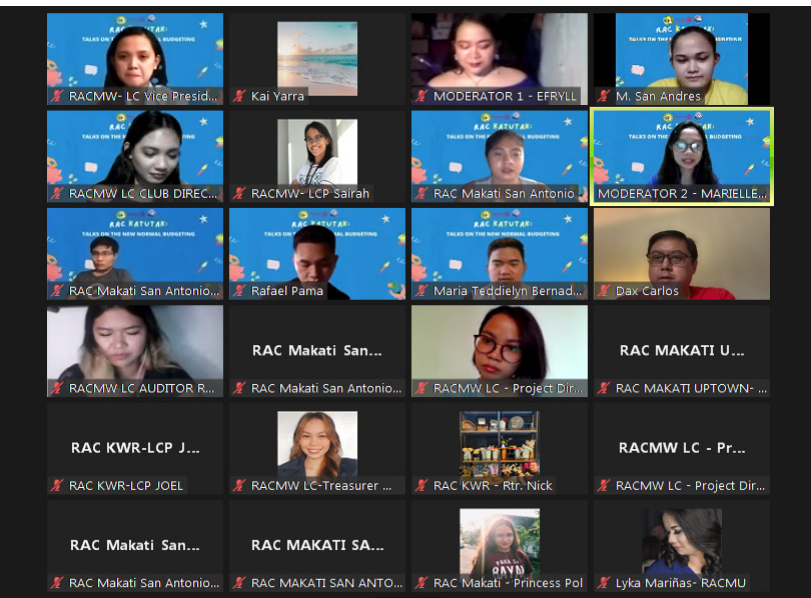 RAC KATUTAK:
TALKS ON THE NEW NORMAL BUDGETING
RACMW- LC Vice Presid...
Kai Yarra
MODERATOR 1 - EFRYLL
M. San Andres
RACMW LC CLUB DIREC...
RACMW- LCP Sairah
RAC Makati San Antonio
MODERATOR 2 - MARIELLE...
RAC Makati San Antonio...
Rafael Pama
Maria Teddielyn Bernad...
Dax Carlos
RACMW LC AUDITOR R...
RAC Makati San...
RAC Makati San Antonio...
RACMW LC - Project Dir...
RAC MAKATI U...
RAC MAKATI UPTOWN- ...
RAC KWR-LCP J...
RAC KWR-LCP JOEL
RACMW LC-Treasurer ...
RAC KWR - Rtr. Nick
RACMW LC - Pr...
RACMW LC - Project Dir...
RAC Makati San...
RAC Makati San Antonio...
RAC MAKATI SA...
RAC MAKATI SAN ANTO...
RAC Makati - Princess Pol
Lyka Mariñas- RACMU